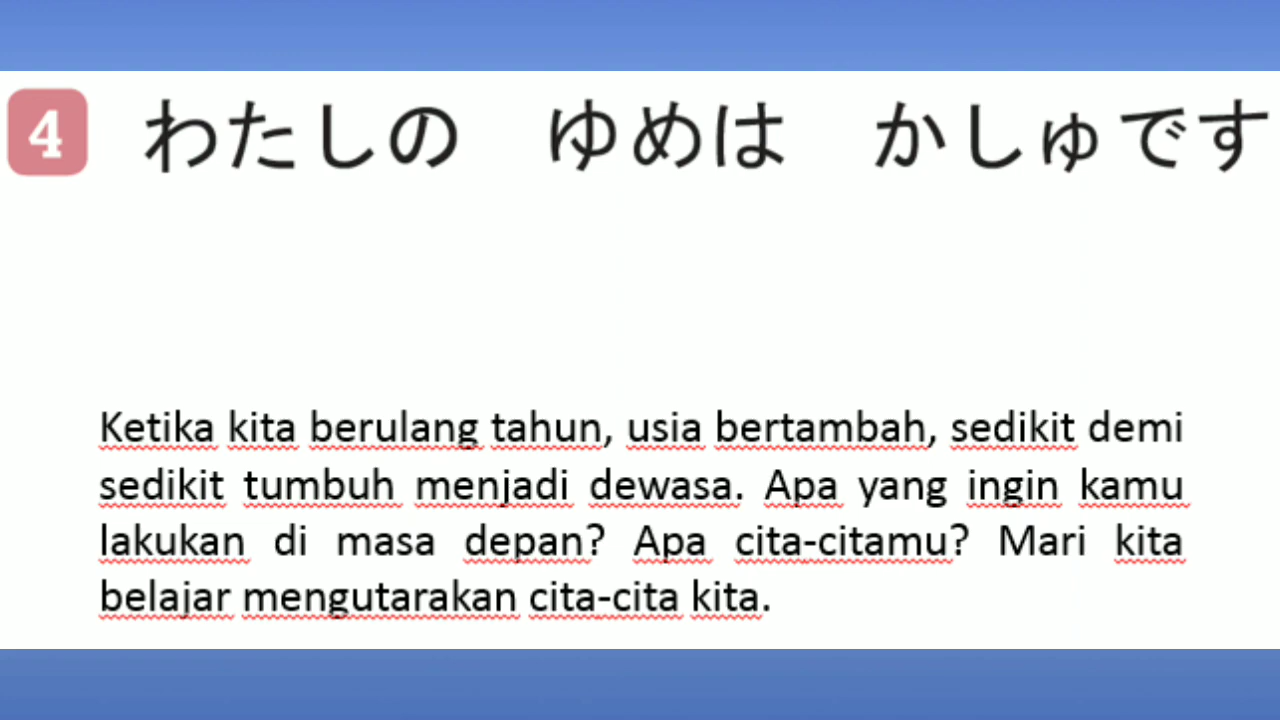 4 わたしの ゆめは かしゅです
Ketika kita berulang tahun, usia bertambah, sedikit demi
sedikit tumbuh menjadi dewasa. Apa yang ingin kamu
lakukan di masa depan? Apa cita-citamu? Mari kita
belajar mengutarakan cita-cita kita.